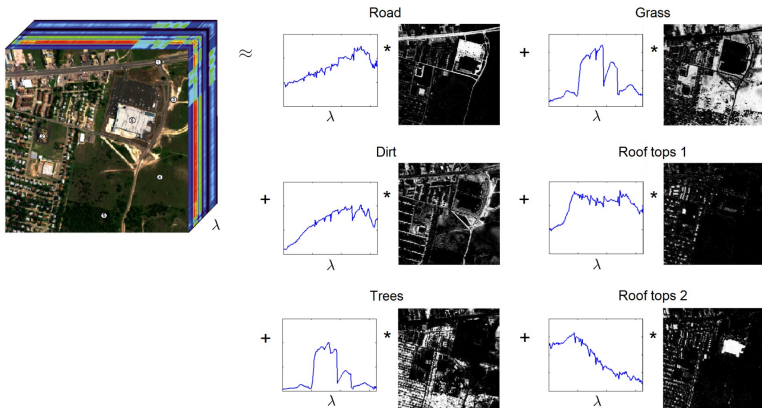 Road
Grass
≈
*
+
*
λ
λ
Dirt
Roof tops 1
λ
+
*
+
*
λ
λ
Trees
Roof tops 2
+
*
+
*
λ
λ